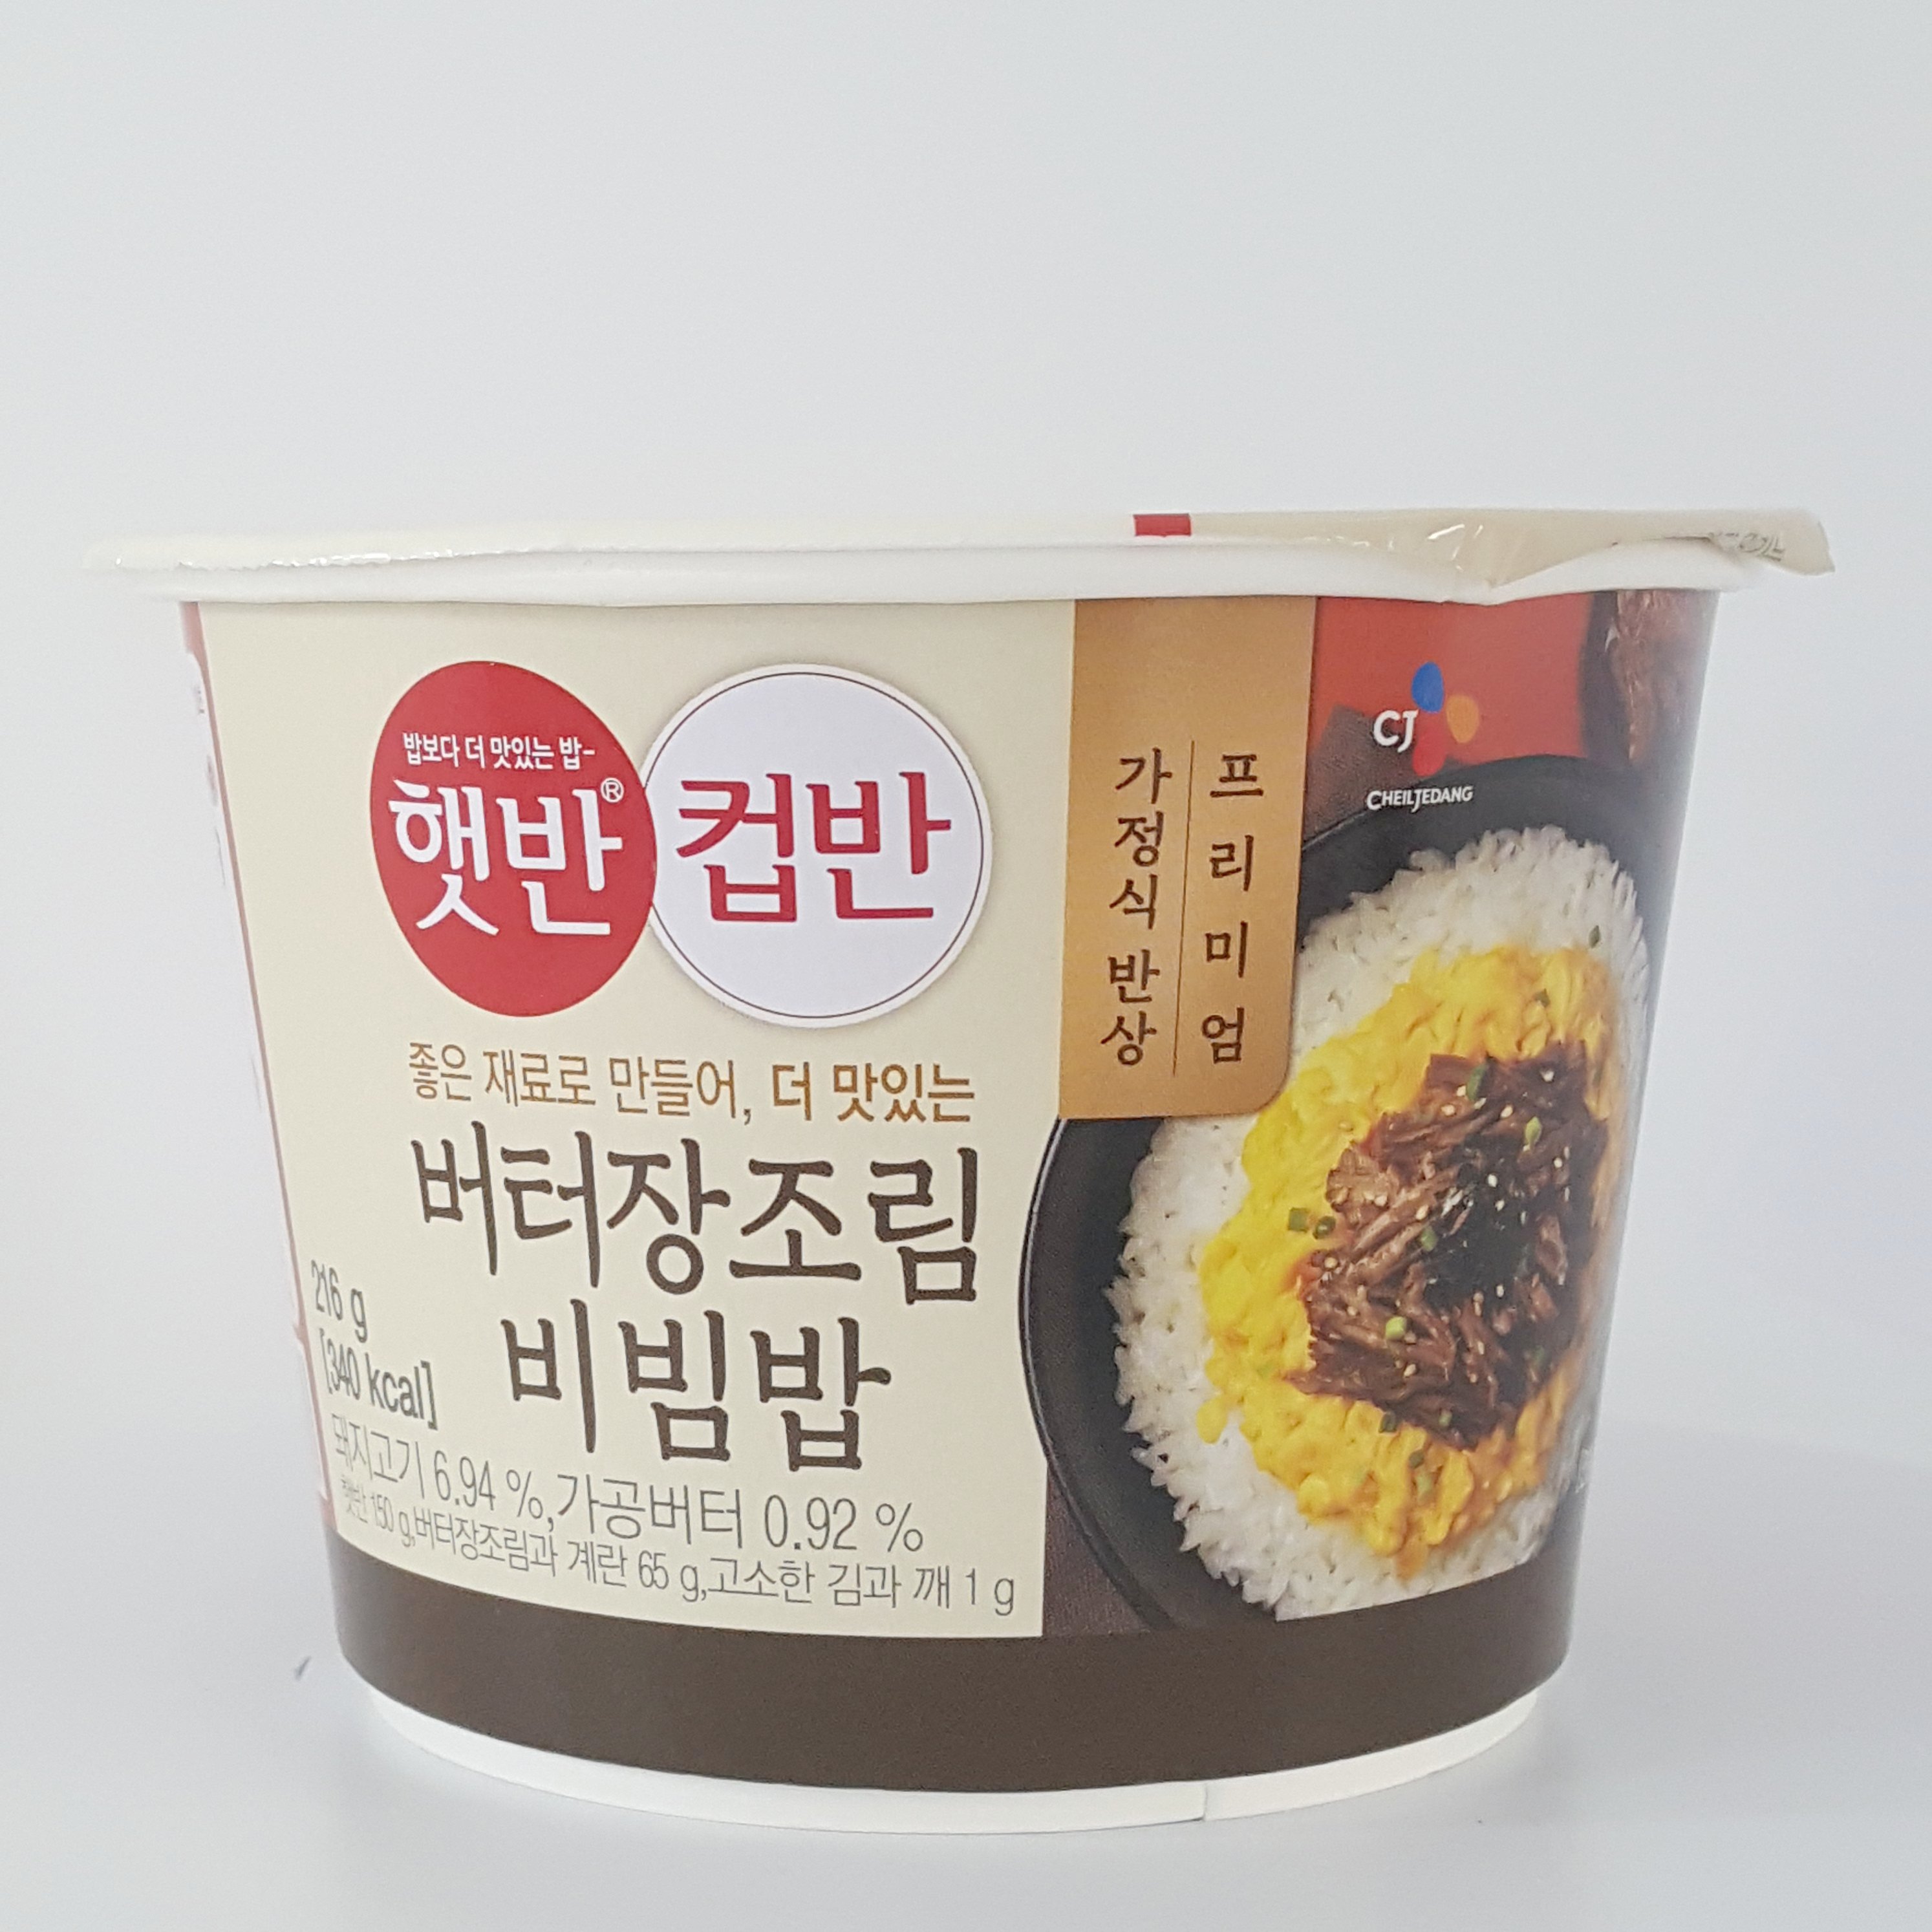 밥보다 더 맛있는 밥-
햇반®
컵반
프리미엄
가정식반상
CJ
CHEILJEDANG
좋은 재료로 만들어, 더 맛있는
버터장조림
비빔밥
216 g
[340 kcal]
돼지고기 6.94 %,가공버터 0.92 %
햇반 150 g,버터장조림과 계란 65 g,고소한 김과 깨 1 g